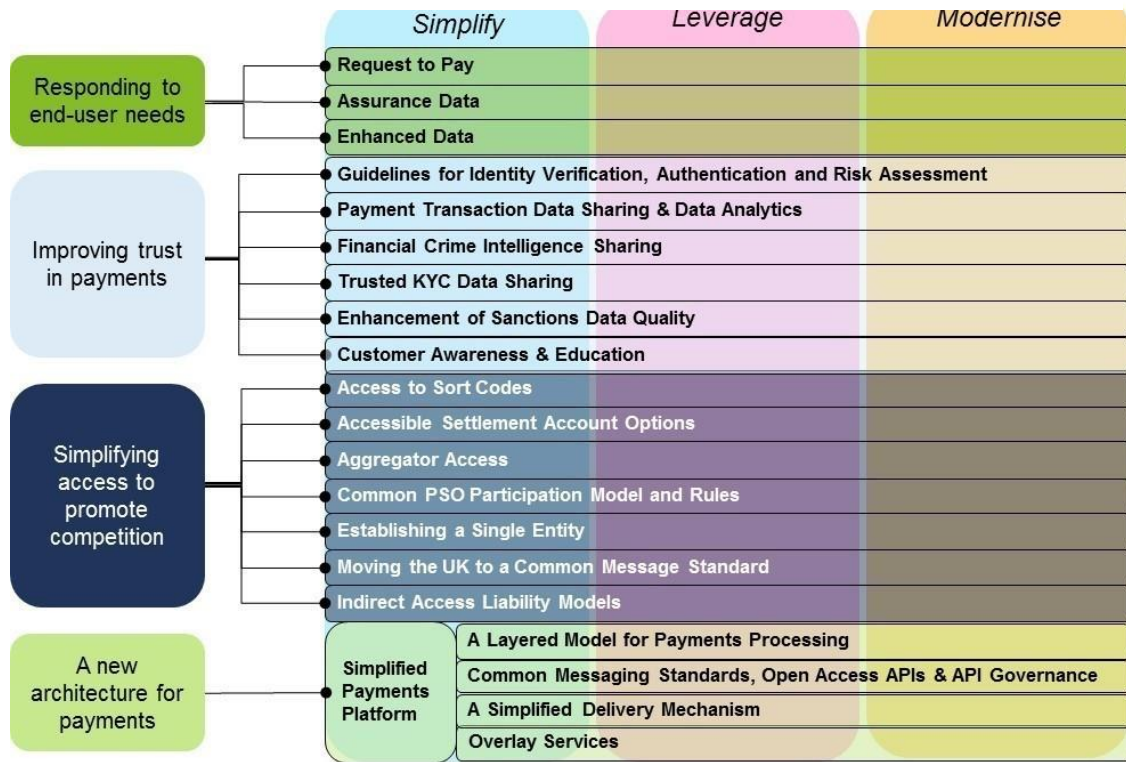 Simplify
Leverage
Modernise
Responding to
end-user needs
Request to Pay
Assurance Data
Enhanced Data
Improving trust
in payments
Guidelines for Identity Verification, Authentication and Risk Assessment
Payment Transaction Data Sharing & Data Analytics
Financial Crime Intelligence Sharing
Trusted KYC Data Sharing
Enhancement of Sanctions Data Quality
Customer Awareness & Education
Simplifying
access to
promote
competition
Access to Sort Codes
Accessible Settlement Account Options
Aggregator Access
Common PSO Participation Model and Rules
Establishing a Single Entity
Moving the UK to a Common Message Standard
Indirect Access Liability Models
A new
architecture for
payments
Simplified
Payments
Platform
A Layered Model for Payments Processing
Common Messaging Standards, Open Access APIs & API Governance
A Simplified Delivery Mechanism
Overlay Services